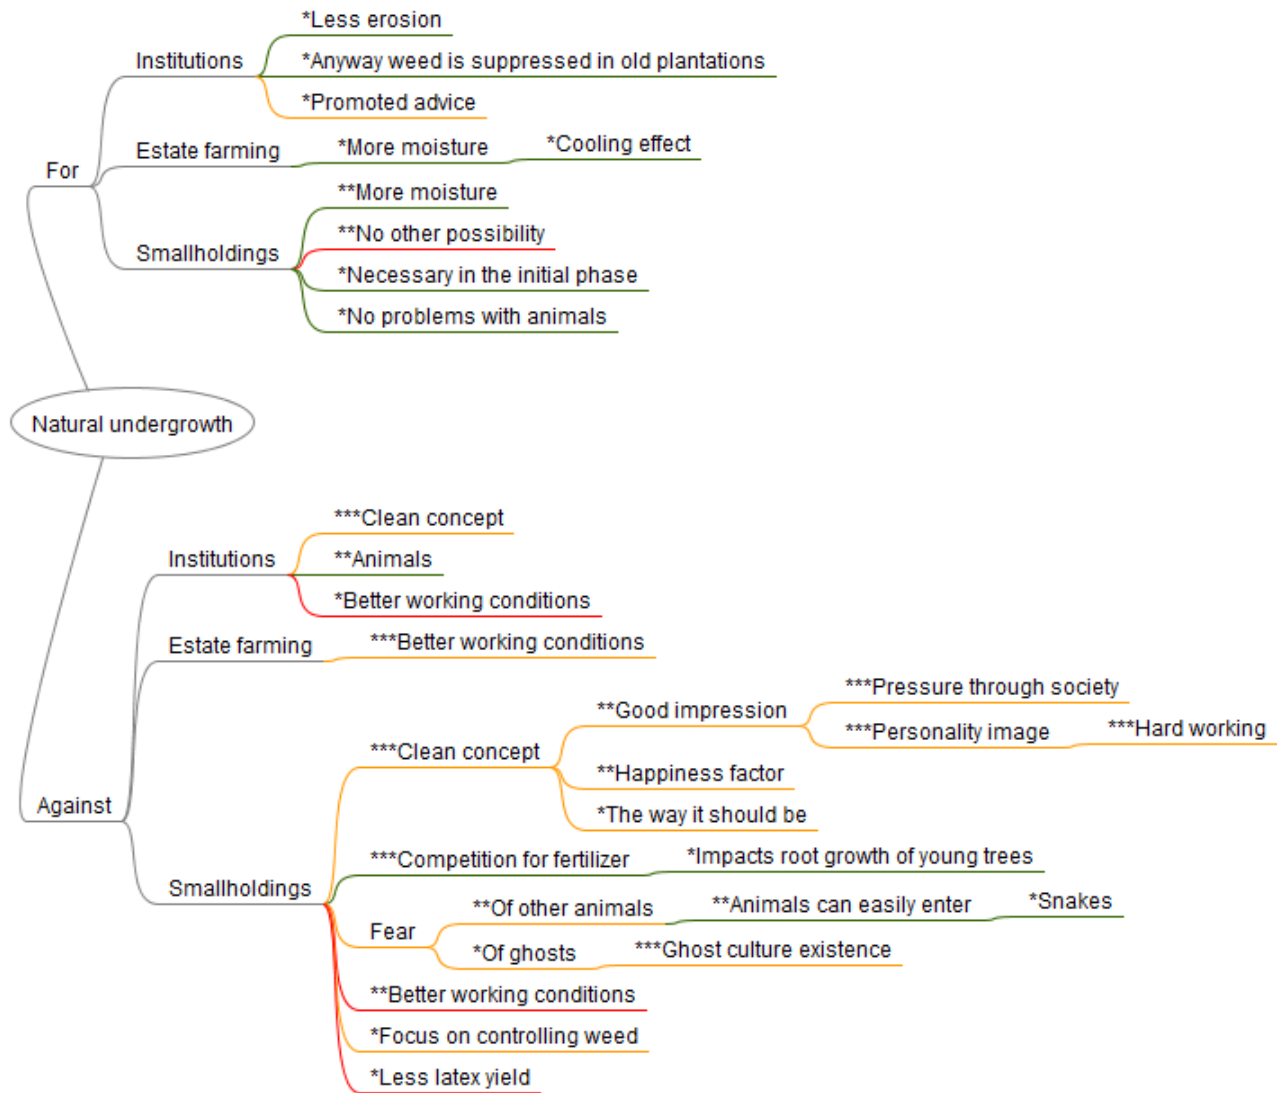 *Less erosion
Institutions
*Anyway weed is suppressed in old plantations
*Promoted advice
Estate farming
*More moisture
*Cooling effect
For
**More moisture
**No other possibility
Smallholdings
*Necessary in the initial phase
*No problems with animals
Natural undergrowth
***Clean concept
Institutions
**Animals
*Better working conditions
Estate farming
***Better working conditions
***Pressure through society
**Good impression
***Personality image
***Hard working
***Clean concept
**Happiness factor
*The way it should be
Against
***Competition for fertilizer
*Impacts root growth of young trees
Smallholdings
**Of other animals
**Animals can easily enter
*Snakes
Fear
*Of ghosts
***Ghost culture existence
**Better working conditions
*Focus on controlling weed
*Less latex yield